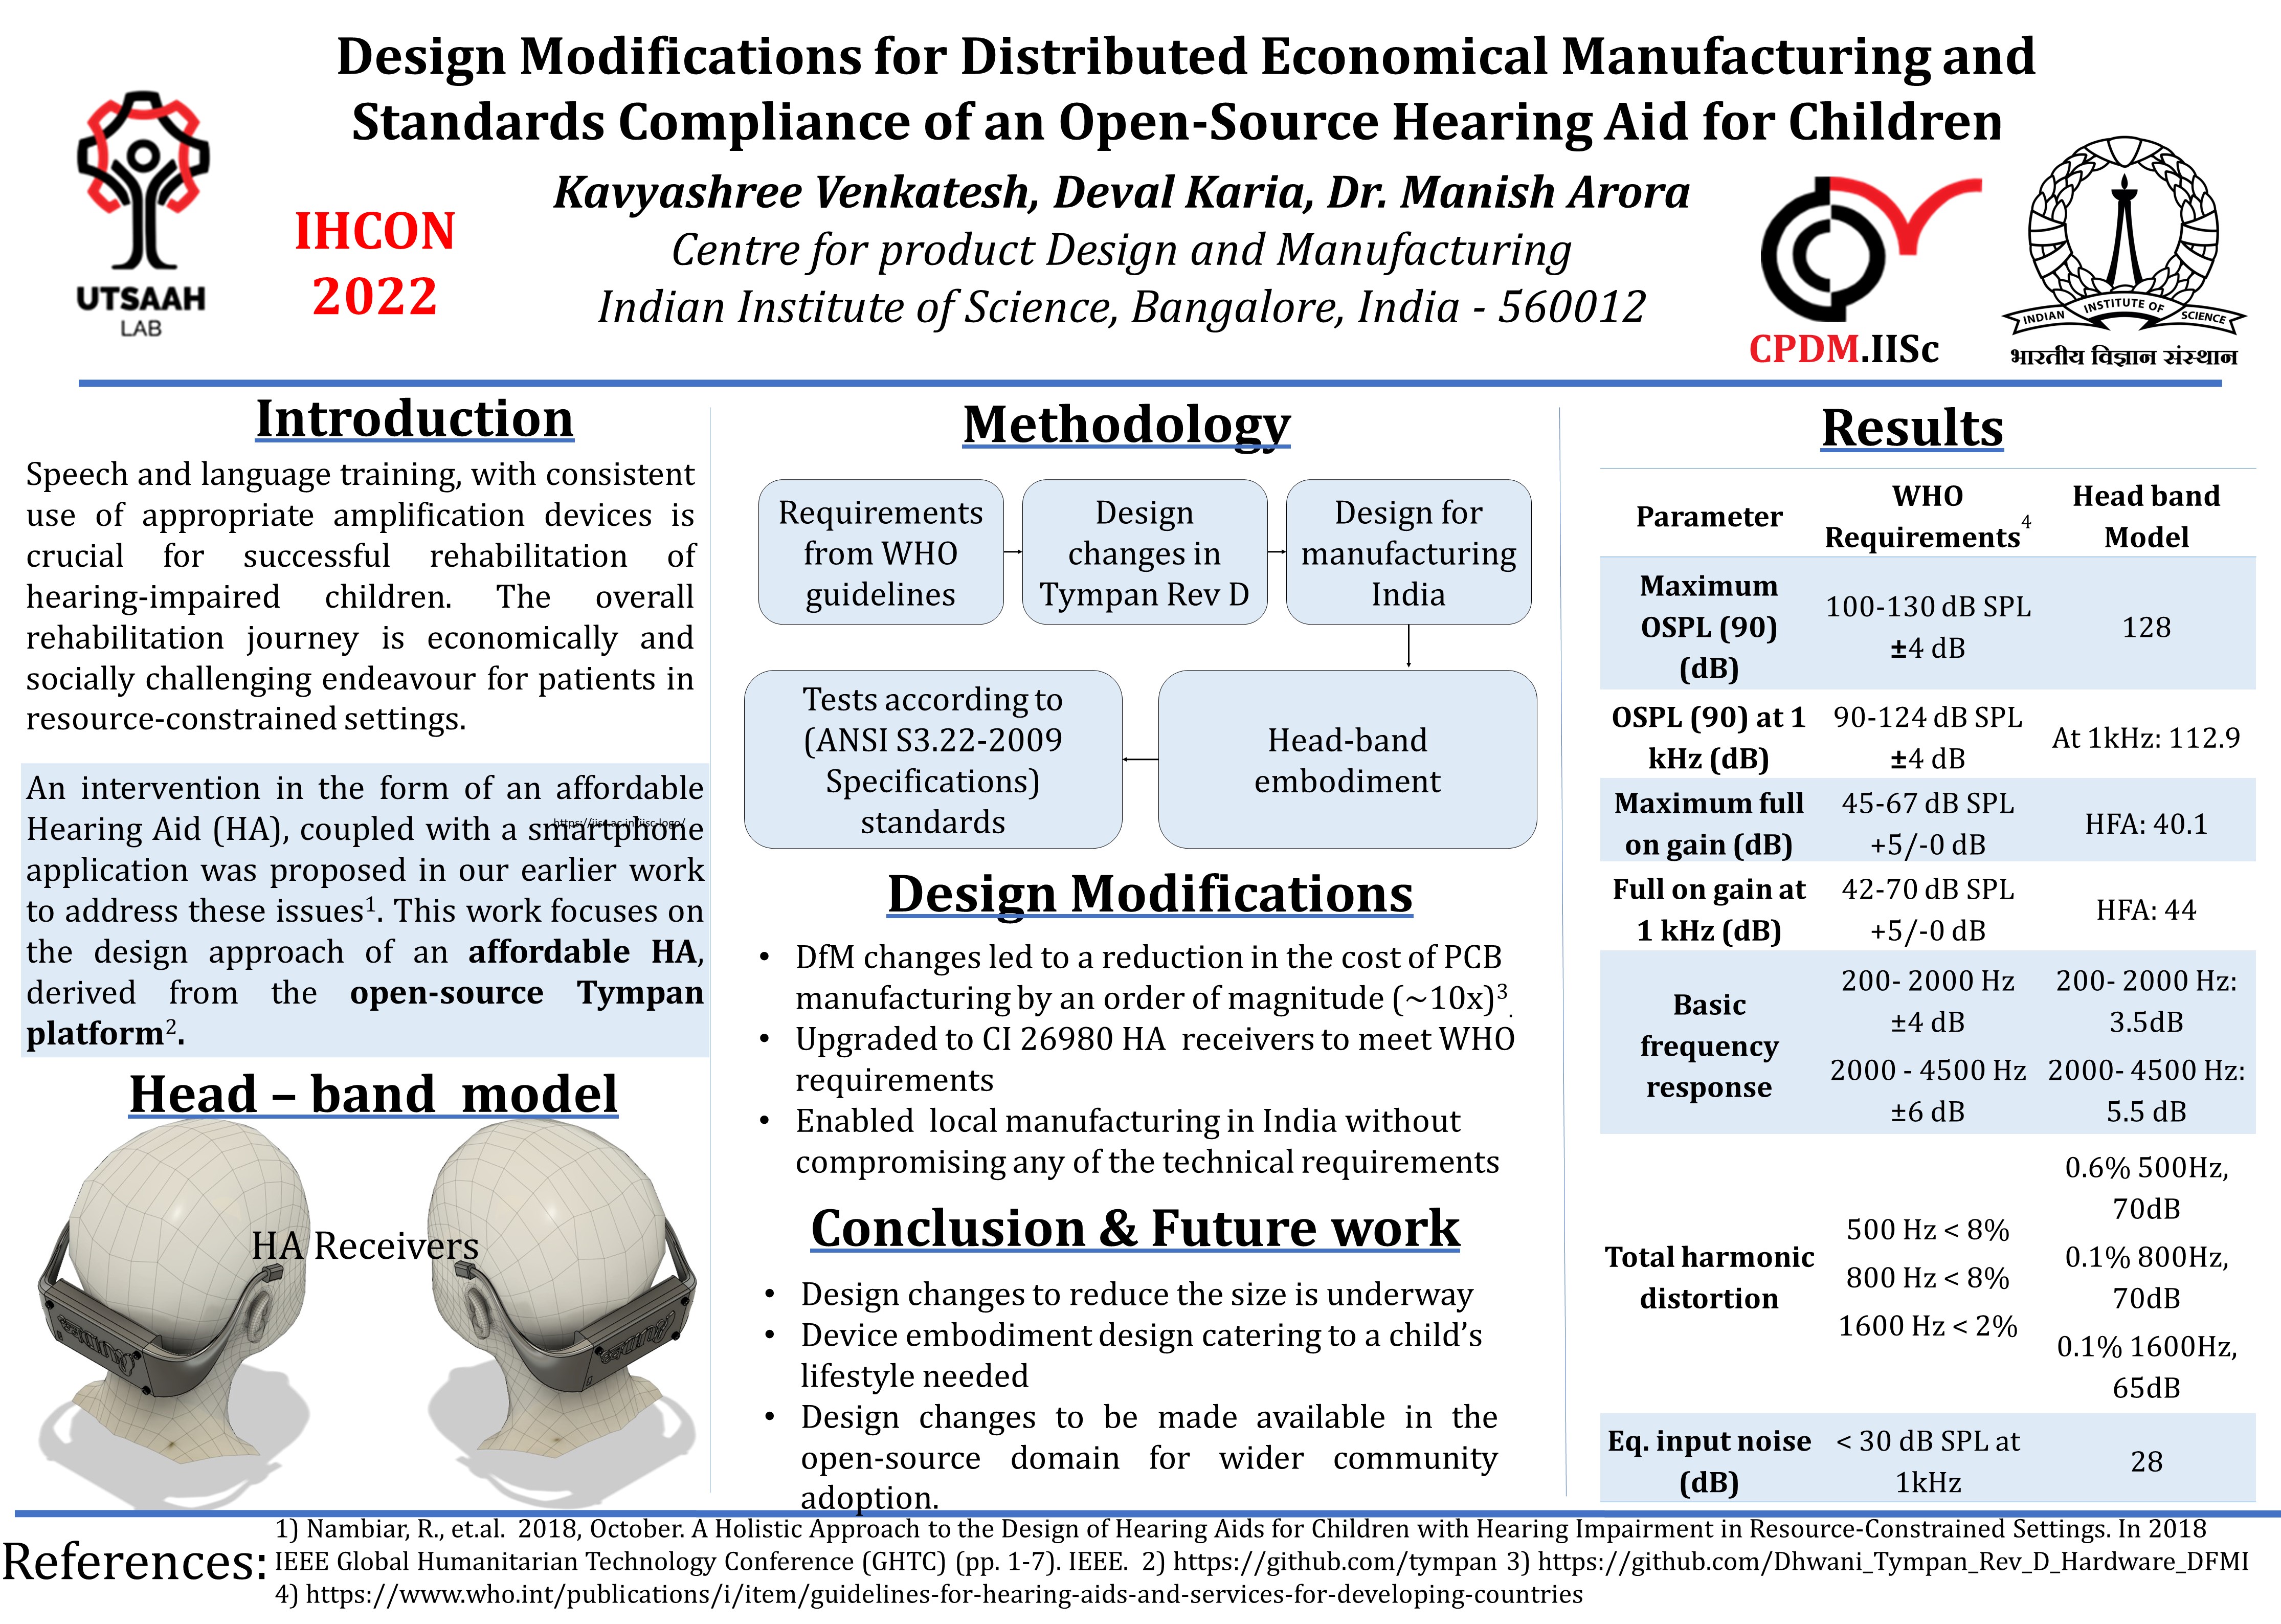 Design Modifications for Distributed Economical Manufacturing and
Standards Compliance of an Open-Source Hearing Aid for Children
Kavyashree Venkatesh, Deval Karia, Dr. Manish Arora
Centre for product Design and Manufacturing
Indian Institute of Science, Bangalore, India - 560012
UTSAAH
LAB
IHCON
2022
CPDM.IISc
INDIAN INSTITUTE OF SCIENCE
भारतीय विज्ञान संस्थान
Introduction
Speech and language training, with consistent
use of appropriate amplification devices is
crucial for successful rehabilitation of
hearing-impaired children. The overall
rehabilitation journey is economically and
socially challenging endeavour for patients in
resource-constrained settings.
An intervention in the form of an affordable
Hearing Aid (HA), coupled with a smartphone
https://iisc.ac.in/iisc-logo/
application was proposed in our earlier work
to address these issues1. This work focuses on
the design approach of an affordable HA,
derived from the open-source Tympan
platform2.
Head – band model
HA Receivers
Methodology
Requirements
from WHO
guidelines
Design
changes in
Tympan Rev D
Design for
manufacturing
India
Head-band
embodiment
Tests according to
(ANSI S3.22-2009
Specifications)
standards
Design Modifications
• DfM changes led to a reduction in the cost of PCB
manufacturing by an order of magnitude (~10x)3.
• Upgraded to CI 26980 HA receivers to meet WHO
requirements
• Enabled local manufacturing in India without
compromising any of the technical requirements
Conclusion & Future work
• Design changes to reduce the size is underway
• Device embodiment design catering to a child’s
lifestyle needed
• Design changes to be made available in the
open-source domain for wider community
adoption.
Results
Parameter
WHO
Requirements4
Head band
Model
Maximum
OSPL (90)
(dB)
100-130 dB SPL
±4 dB
128
OSPL (90) at 1
kHz (dB)
90-124 dB SPL
±4 dB
At 1kHz: 112.9
Maximum full
on gain (dB)
45-67 dB SPL
+5/-0 dB
HFA: 40.1
Full on gain at
1 kHz (dB)
42-70 dB SPL
+5/-0 dB
HFA: 44
Basic
frequency
response
200- 2000 Hz
±4 dB
2000 - 4500 Hz
±6 dB
200- 2000 Hz:
3.5dB
2000- 4500 Hz:
5.5 dB
Total harmonic
distortion
500 Hz < 8%
800 Hz < 8%
1600 Hz < 2%
0.6% 500Hz,
70dB
0.1% 800Hz,
70dB
0.1% 1600Hz,
65dB
Eq. input noise
(dB)
< 30 dB SPL at
1kHz
28
References:
1) Nambiar, R., et.al. 2018, October. A Holistic Approach to the Design of Hearing Aids for Children with Hearing Impairment in Resource-Constrained Settings. In 2018
IEEE Global Humanitarian Technology Conference (GHTC) (pp. 1-7). IEEE. 2) https://github.com/tympan 3) https://github.com/Dhwani_Tympan_Rev_D_Hardware_DFMI
4) https://www.who.int/publications/i/item/guidelines-for-hearing-aids-and-services-for-developing-countries